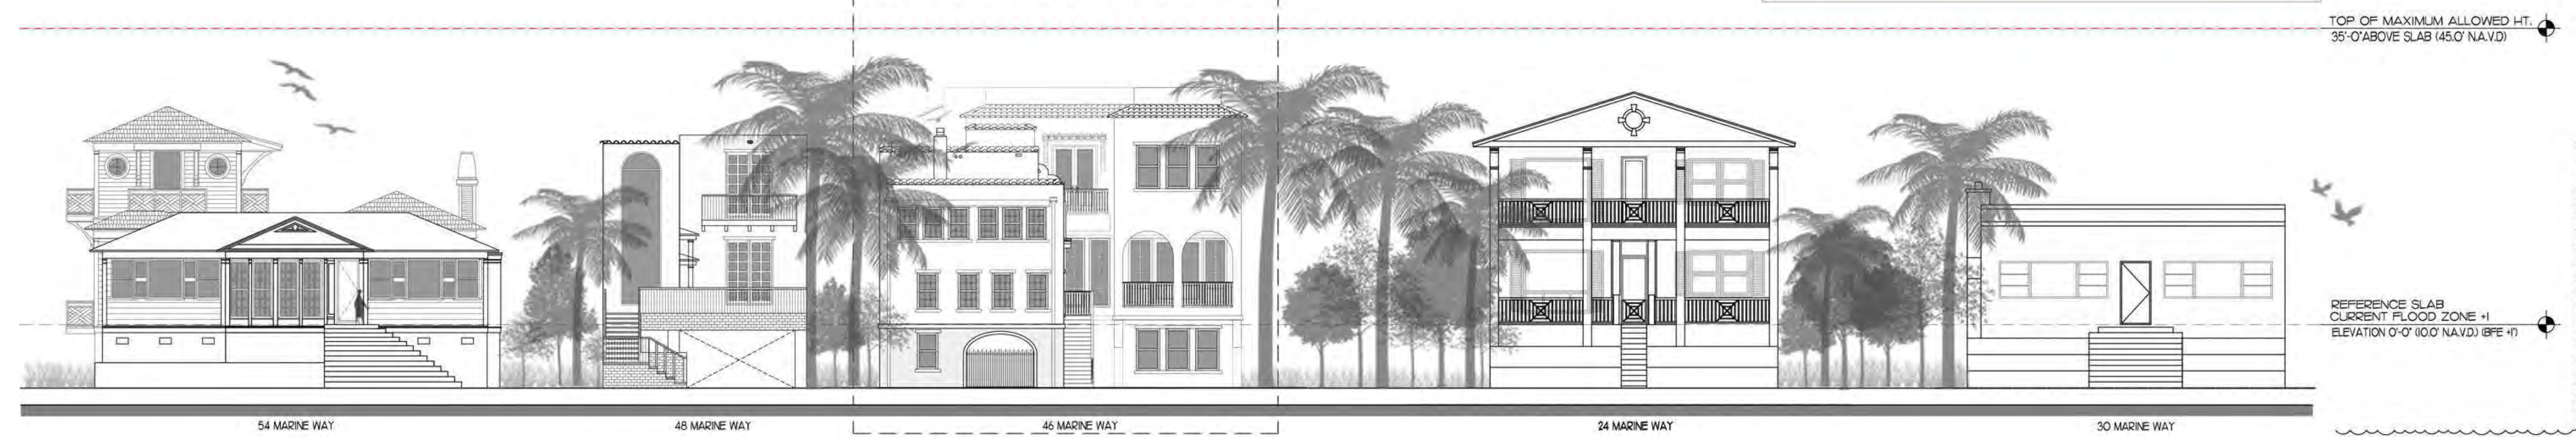 TOP OF MAXIMUM ALLOWED HT.
35'-0"ABOVE SLAB (45.0' N.A.V.D)
REFERENCE SLAB
CURRENT FLOOD ZONE +1
ELEVATION 0'-0" (10.0' N.A.V.D.) (BFE +1')
54 MARINE WAY
48 MARINE WAY
46 MARINE WAY
24 MARINE WAY
30 MARINE WAY